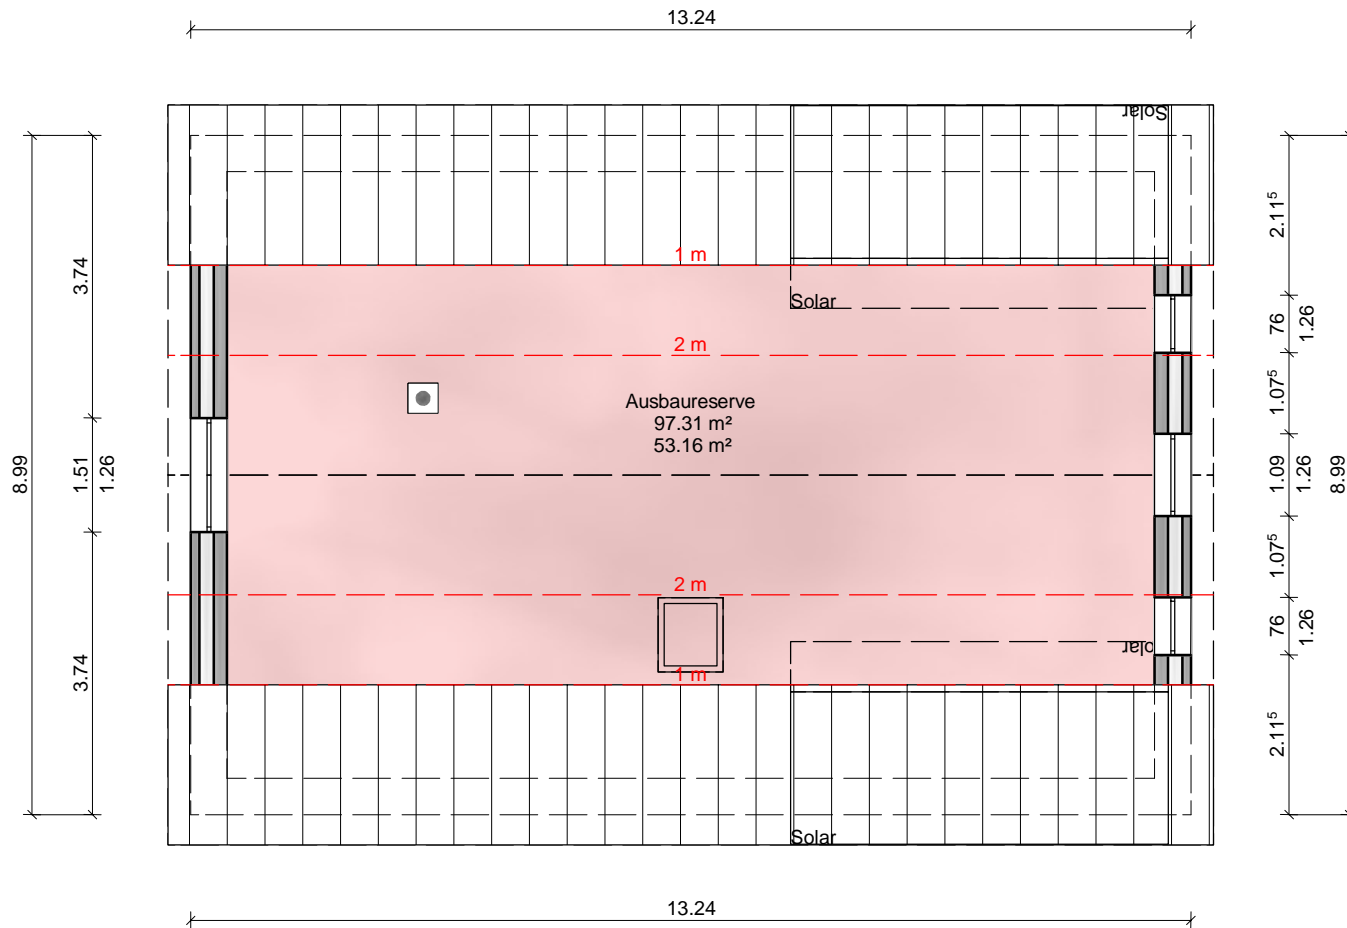 13.24
Solar
1 m
Solar
2 m
Ausbaureserve
97.31 m²
53.16 m²
2 m
Solar
1 m
Solar
13.24
8.99
3.74
1.51
1.26
3.74
2.11⁵
76
1.26
1.07⁵
1.09
1.26
1.07⁵
76
1.26
2.11⁵
8.99